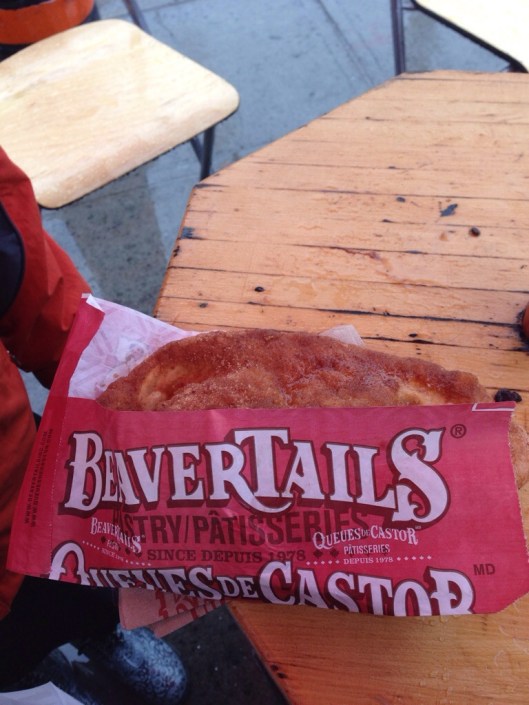 BEAVERTAILS®
PASTRY/PÂTISSERIES
BEAVERTAILS
QUEUES DE CASTOR
PÂTISSERIES
SINCE DEPUIS 1978
DEPUIS 1978
QUEUES DE CASTOR MD